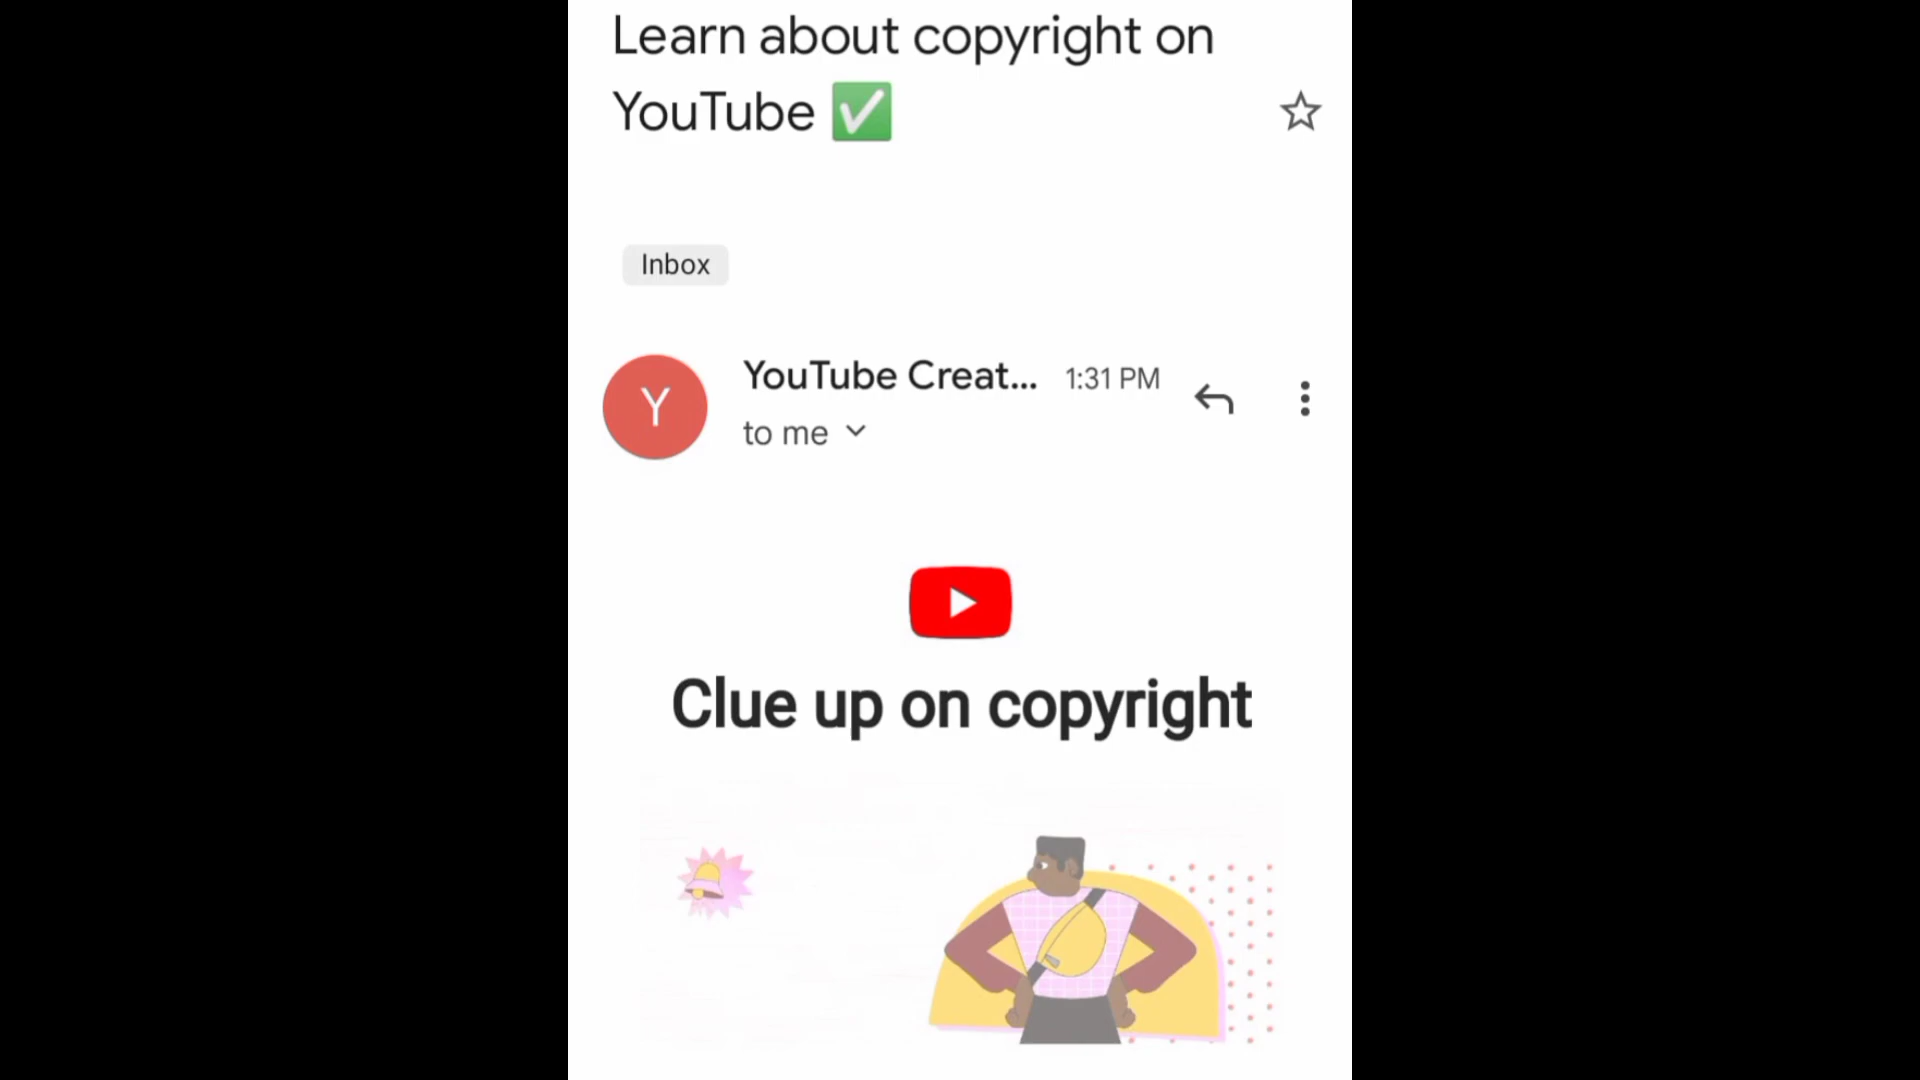 Learn about copyright on
YouTube ✅
Inbox
Y
YouTube Creat... 1:31 PM
to me
Clue up on copyright